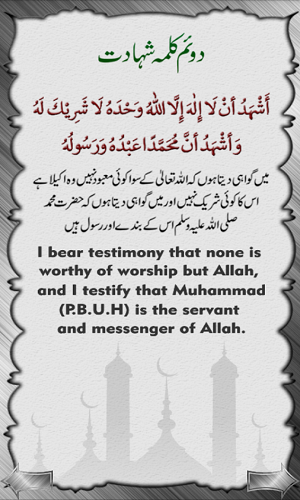 دوئم کلمہ شہادت
أَشْهَدُ أَنْ لَا إِلٰهَ إِلَّا اللهُ وَحْدَهُ لَا شَرِيْكَ لَهُ
وَأَشْهَدُ أَنَّ مُحَمَّدًا عَبْدُهُ وَرَسُولُهُ
میں گواہی دیتا ہوں کہ اللہ تعالیٰ کے سوا کوئی معبود نہیں وہ اکیلا ہے
اس کا کوئی شریک نہیں اور میں گواہی دیتا ہوں کہ حضرت محمد
صلی اللہ علیہ وسلم اس کے بندے اور رسول ہیں
I bear testimony that none is
worthy of worship but Allah,
and I testify that Muhammad
(P.B.U.H) is the servant
and messenger of Allah.